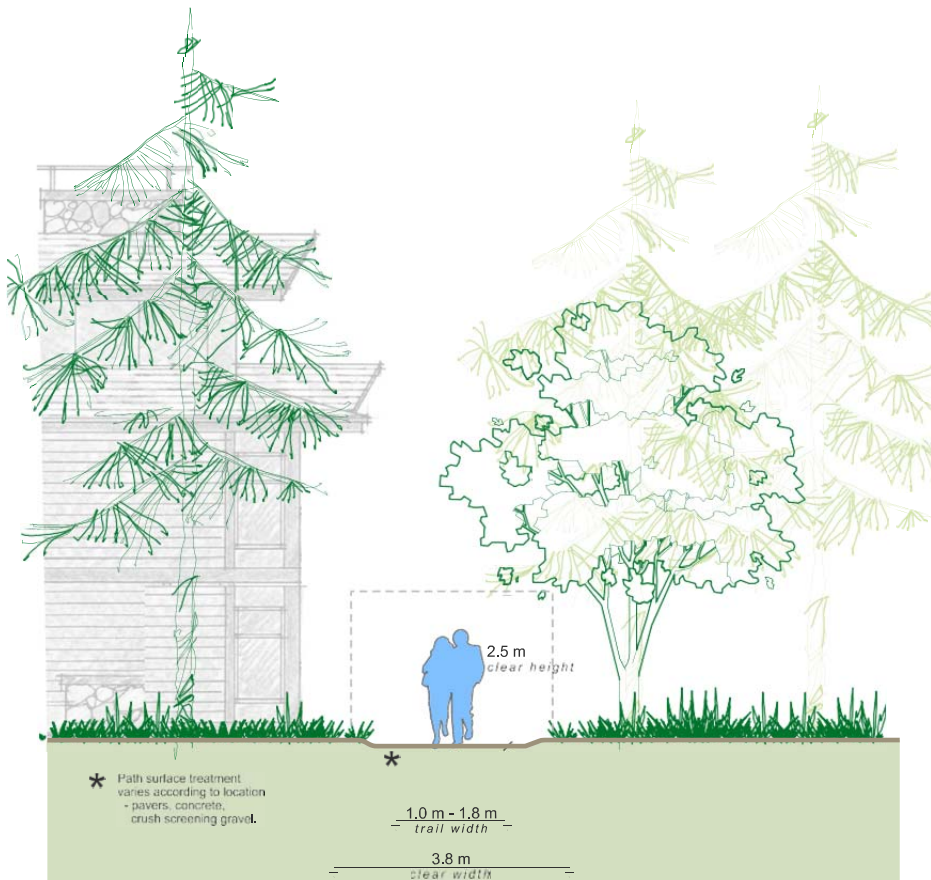 2.5 m
clear height
* Path surface treatment
varies according to location
- pavers, concrete,
crush screening gravel.
*
1.0 m - 1.8 m
trail width
3.8 m
clear width